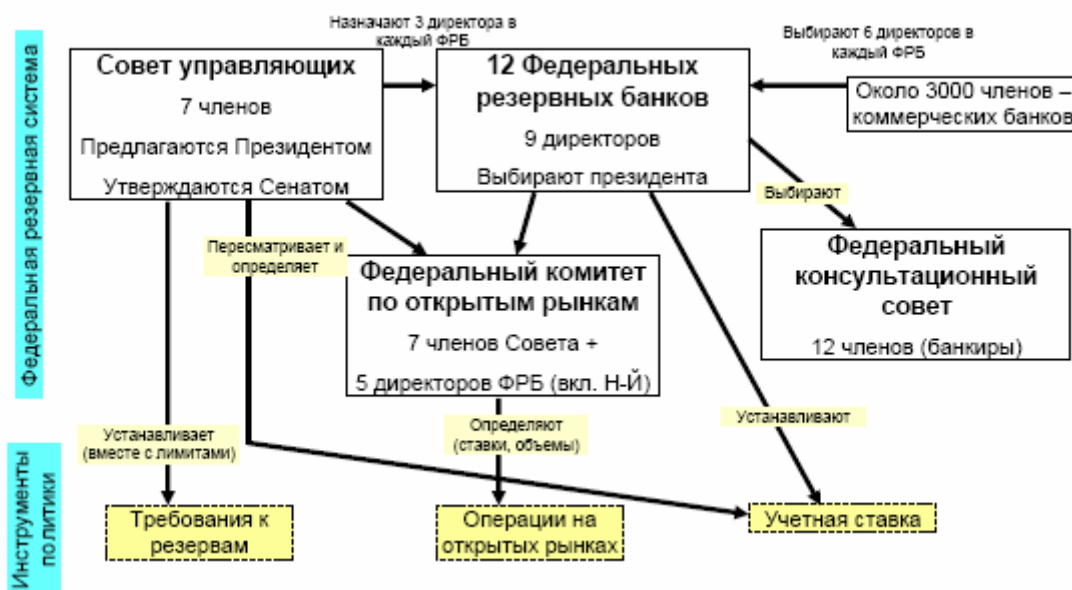 Федеральная резервная система
Назначают 3 директора в
каждый ФРБ
Выбирают 6 директоров в
каждый ФРБ
Совет управляющих
7 членов
Предлагаются Президентом
Утверждаются Сенатом
12 Федеральных
резервных банков
9 директоров
Выбирают президента
Около 3000 членов –
коммерческих банков
Выбирают
Пересматривает и
определяет
Федеральный комитет
по открытым рынкам
7 членов Совета +
5 директоров ФРБ (вкл. Н-Й)
Федеральный
консультационный
совет
12 членов (банкиры)
Устанавливает
(вместе с лимитами)
Определяют
(ставки, объемы)
Устанавливают
Инструменты
политики
Требования к
резервам
Операции на
открытых рынках
Учетная ставка